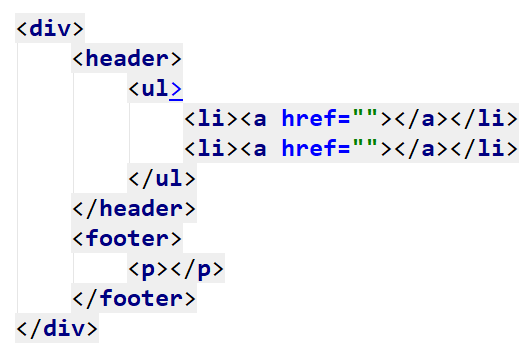 <div>
    <header>
        <ul>
            <li><a href=""></a></li>
            <li><a href=""></a></li>
        </ul>
    </header>
    <footer>
        <p></p>
    </footer>
</div>